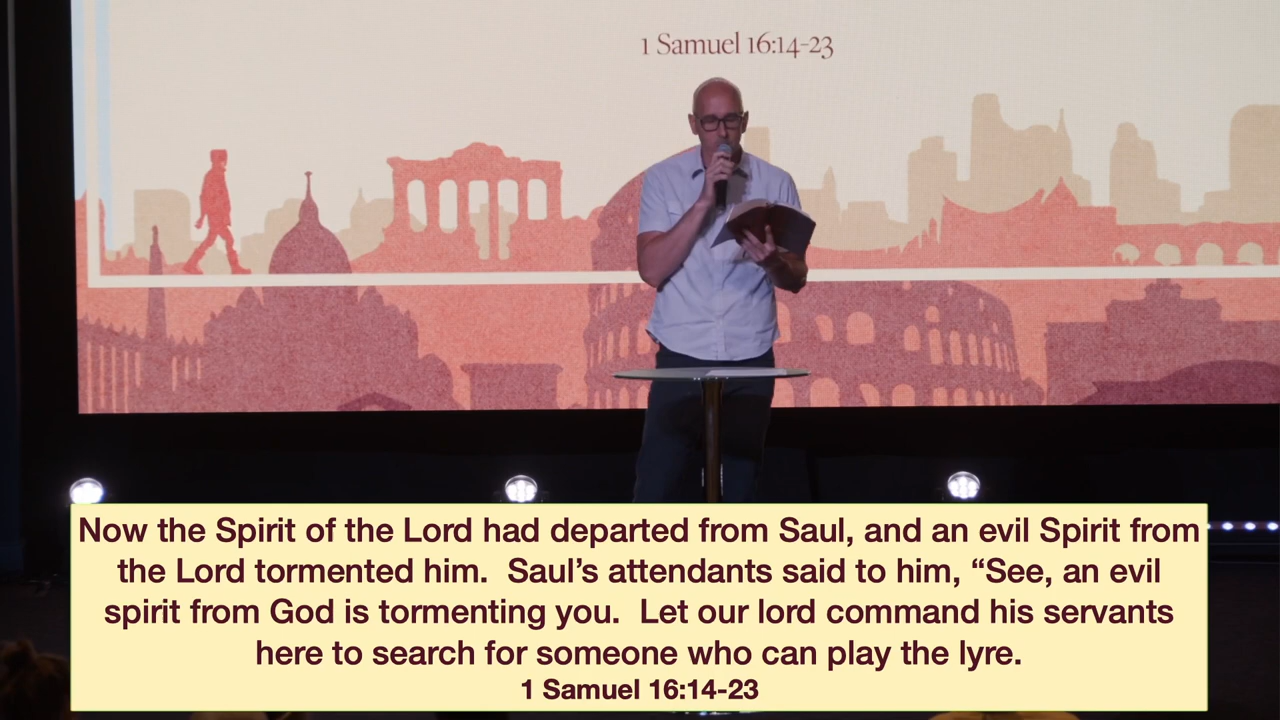 1 Samuel 16:14-23
Now the Spirit of the Lord had departed from Saul, and an evil Spirit from
the Lord tormented him.  Saul’s attendants said to him, “See, an evil
spirit from God is tormenting you.  Let our lord command his servants
here to search for someone who can play the lyre.
1 Samuel 16:14-23